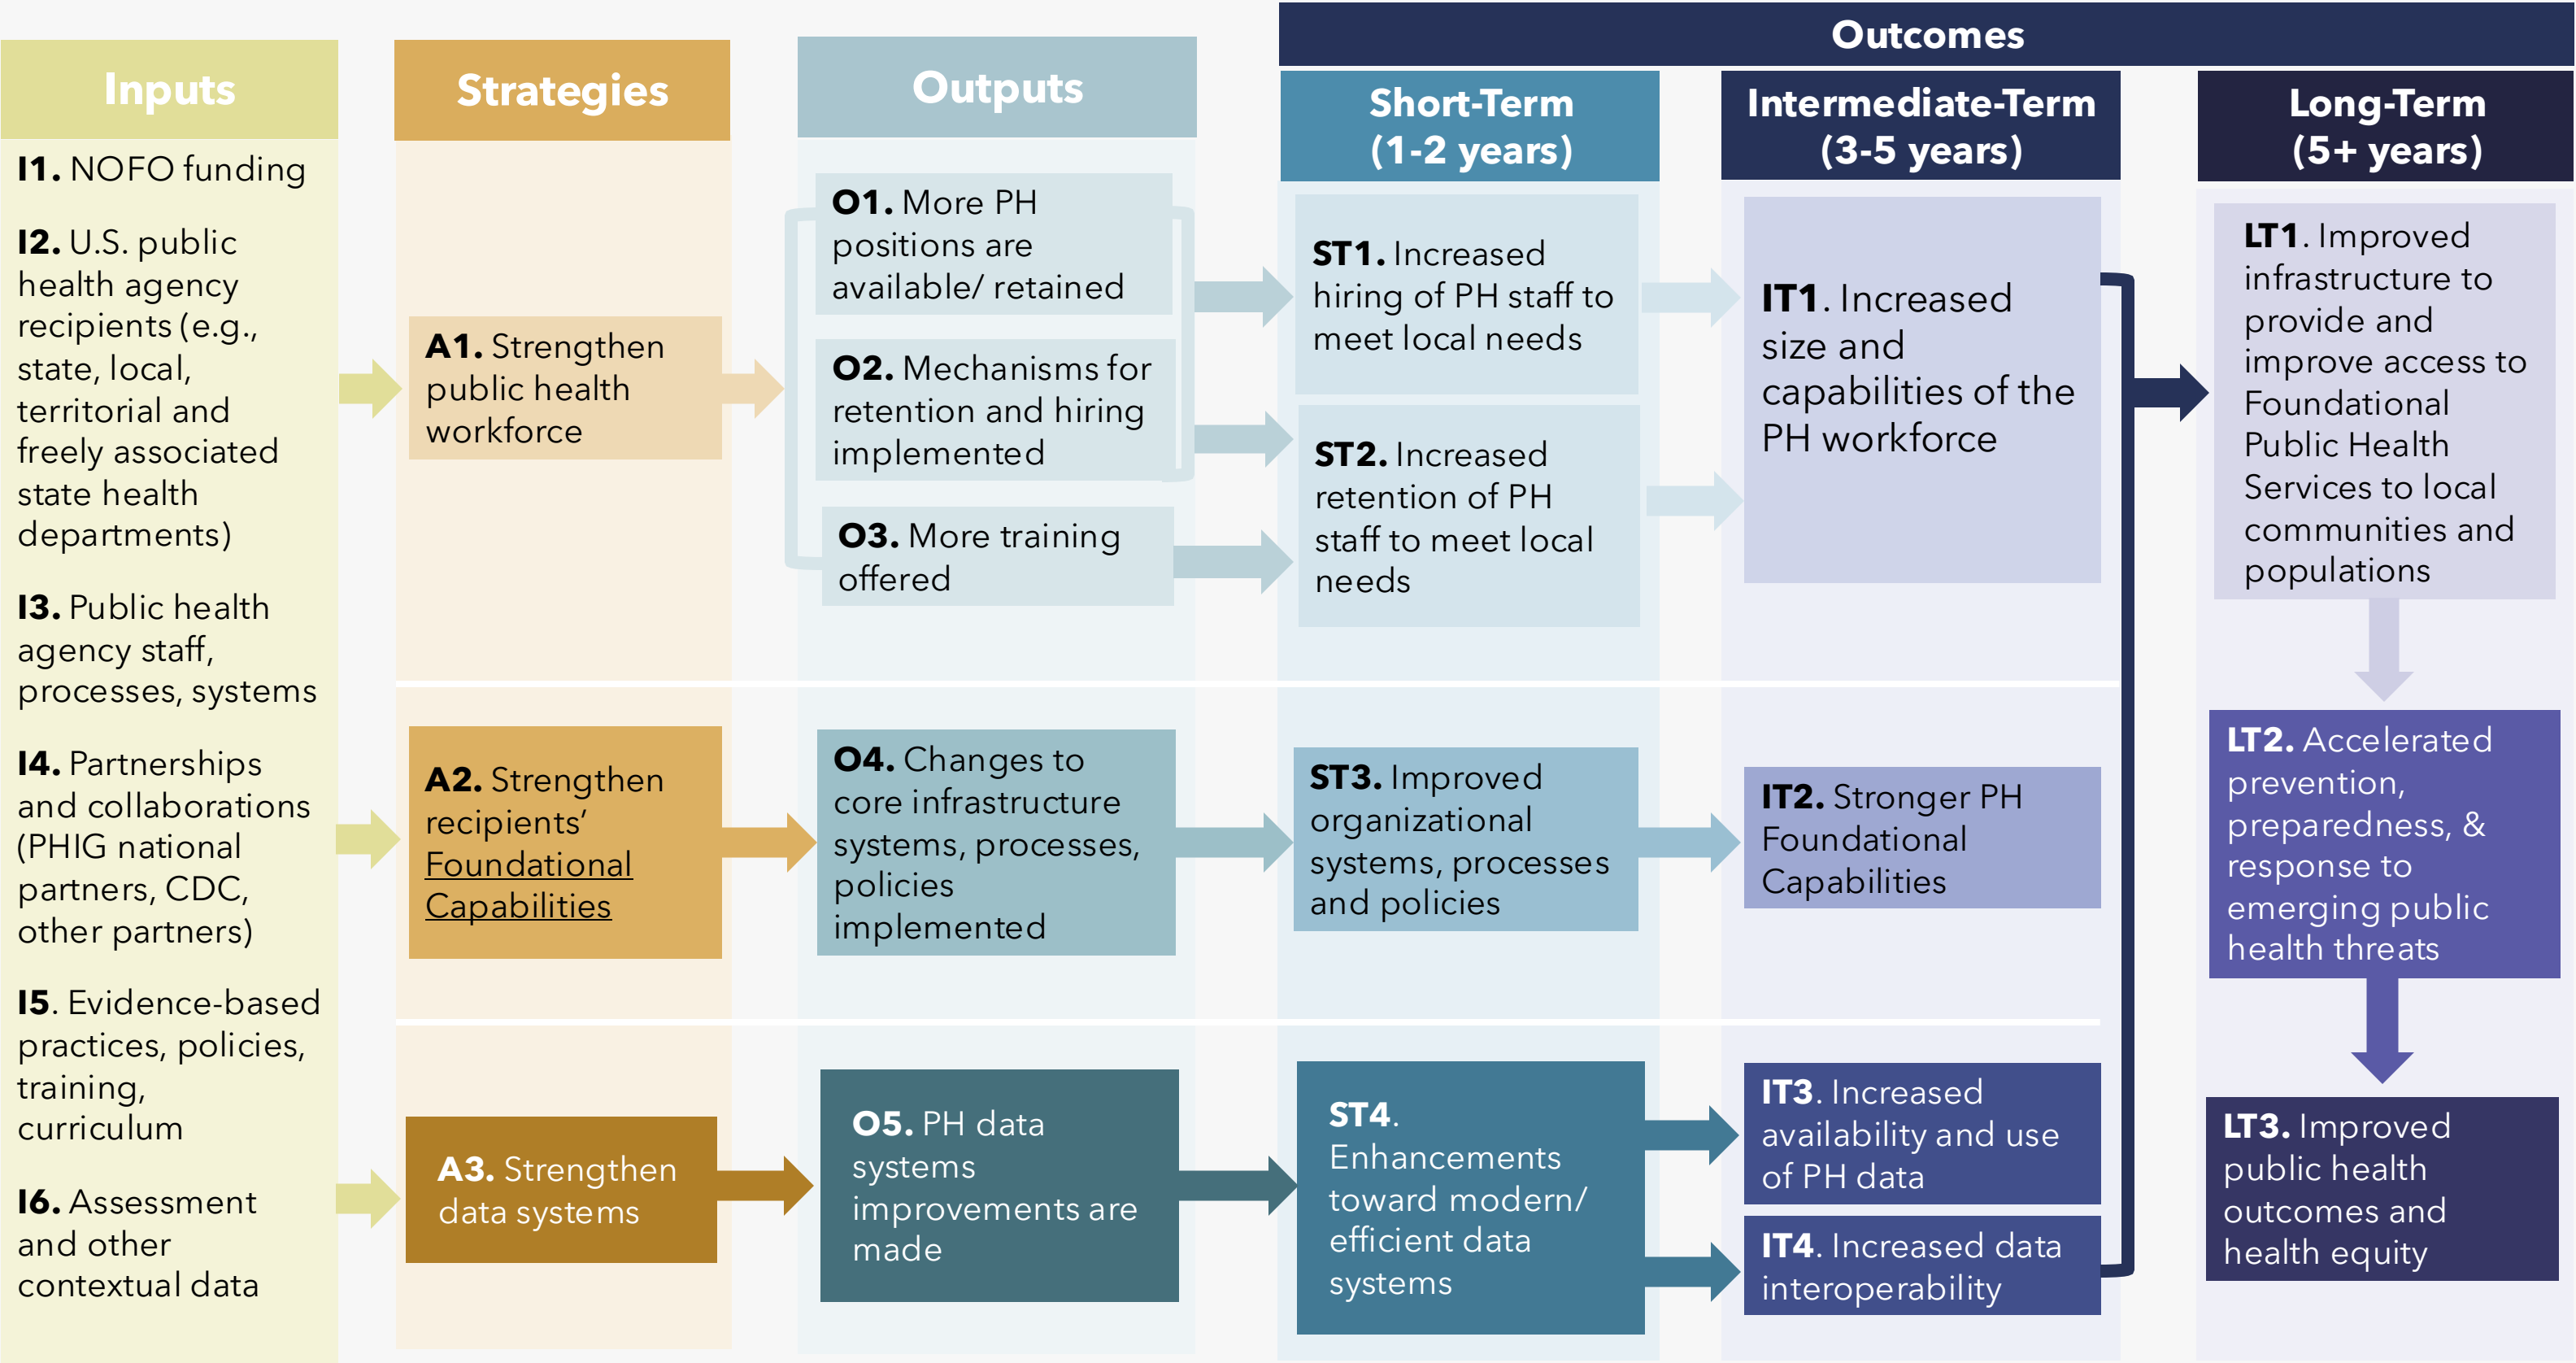 Outcomes
Inputs
Strategies
Outputs
Short-Term
(1-2 years)
Intermediate-Term
(3-5 years)
Long-Term
(5+ years)
I1. NOFO funding
I2. U.S. public
health agency
recipients (e.g.,
state, local,
territorial and
freely associated
state health
departments)
I3. Public health
agency staff,
processes, systems
I4. Partnerships
and collaborations
(PHIG national
partners, CDC,
other partners)
I5. Evidence-based
practices, policies,
training,
curriculum
I6. Assessment
and other
contextual data
A1. Strengthen
public health
workforce
A2. Strengthen
recipients’
Foundational
Capabilities
A3. Strengthen
data systems
O1. More PH
positions are
available/ retained
O2. Mechanisms for
retention and hiring
implemented
O3. More training
offered
O4. Changes to
core infrastructure
systems, processes,
policies
implemented
O5. PH data
systems
improvements are
made
ST1. Increased
hiring of PH staff to
meet local needs
ST2. Increased
retention of PH
staff to meet local
needs
ST3. Improved
organizational
systems, processes
and policies
ST4.
Enhancements
toward modern/
efficient data
systems
IT1. Increased
size and
capabilities of the
PH workforce
IT2. Stronger PH
Foundational
Capabilities
IT3. Increased
availability and use
of PH data
IT4. Increased data
interoperability
LT1. Improved
infrastructure to
provide and
improve access to
Foundational
Public Health
Services to local
communities and
populations
LT2. Accelerated
prevention,
preparedness, &
response to
emerging public
health threats
LT3. Improved
public health
outcomes and
health equity